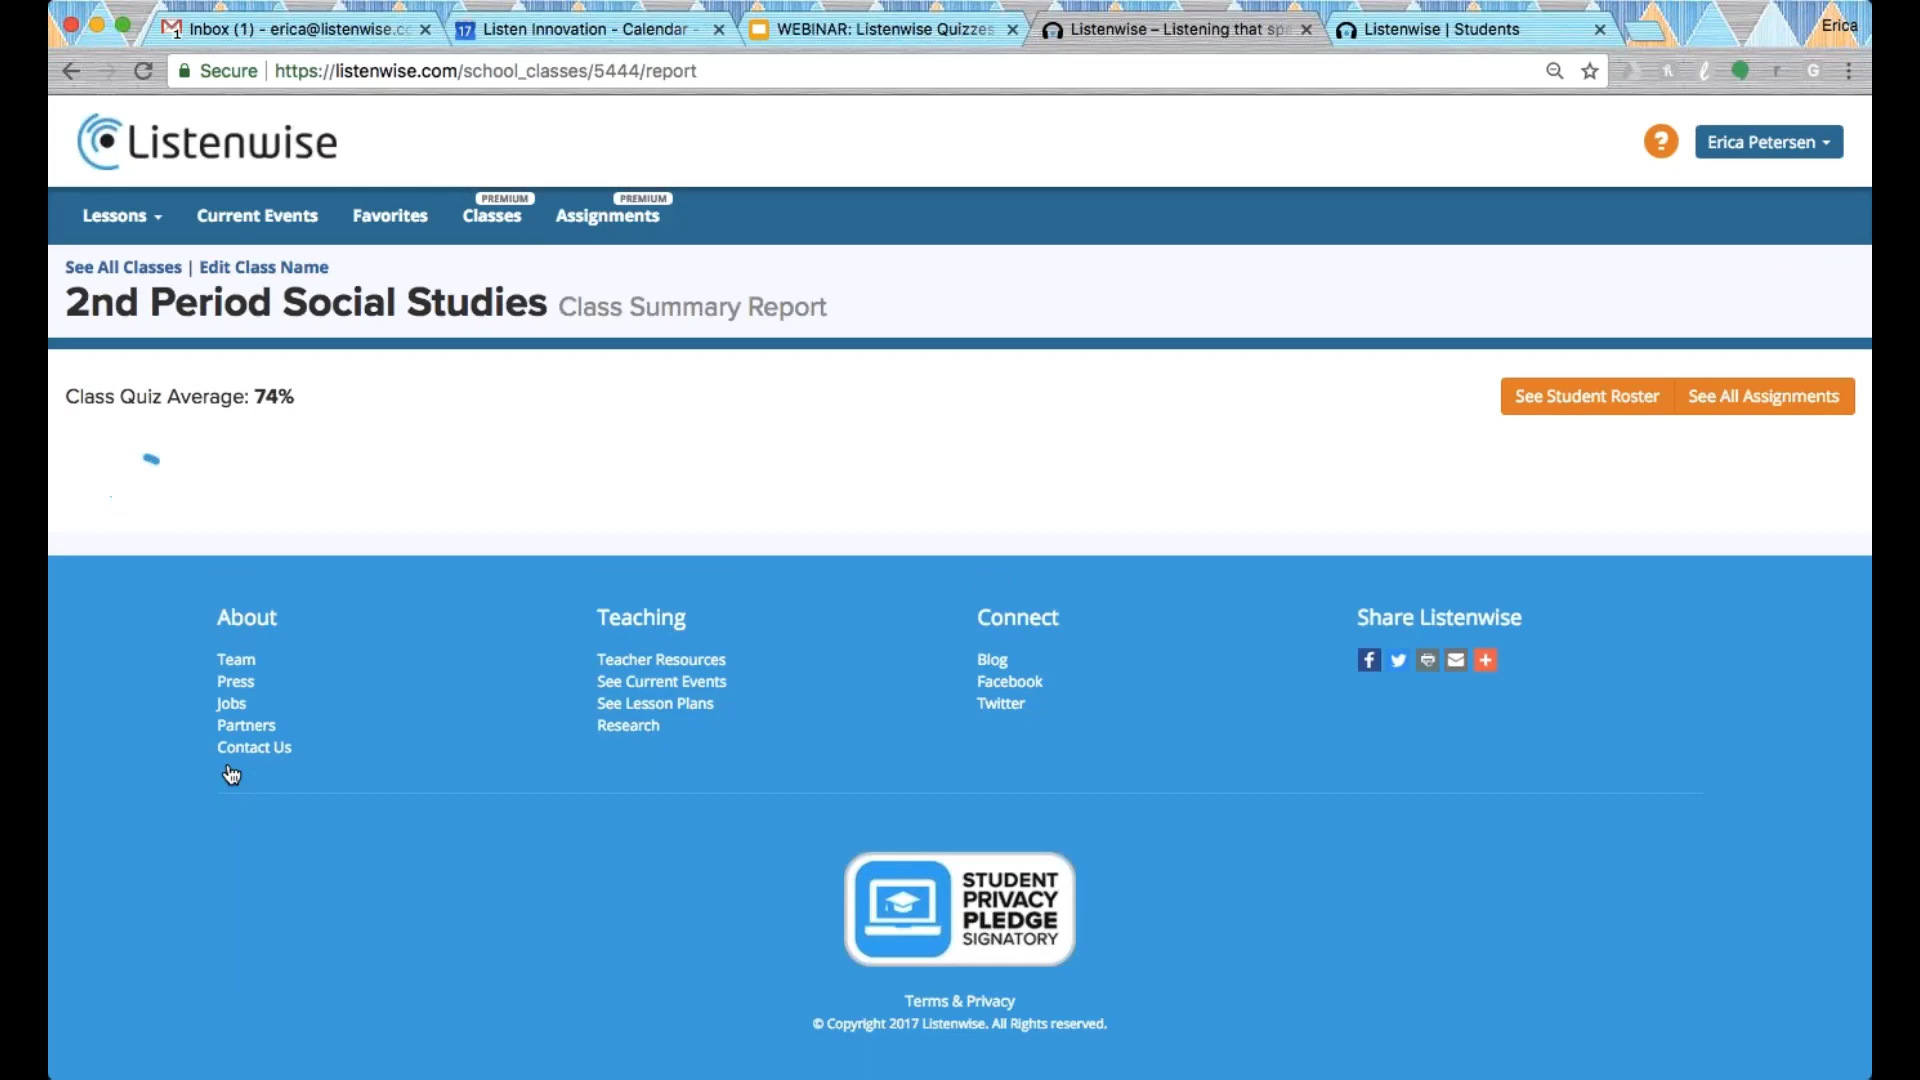 Inbox (1) - erica@listenwise.c
17 Listen Innovation - Calendar -
WEBINAR: Listenwise Quizzes
Listenwise – Listening that sp
Listenwise | Students
Erica
Secure https://listenwise.com/school_classes/5444/report
Listenwise
?
Erica Petersen
PREMIUM PREMIUM
Lessons Current Events Favorites Classes Assignments
See All Classes | Edit Class Name
2nd Period Social Studies Class Summary Report
Class Quiz Average: 74%
See Student Roster See All Assignments
About
Team
Press
Jobs
Partners
Contact Us
Teaching
Teacher Resources
See Current Events
See Lesson Plans
Research
Connect
Blog
Facebook
Twitter
Share Listenwise
STUDENT
PRIVACY
PLEDGE
SIGNATORY
Terms & Privacy
© Copyright 2017 Listenwise. All Rights reserved.